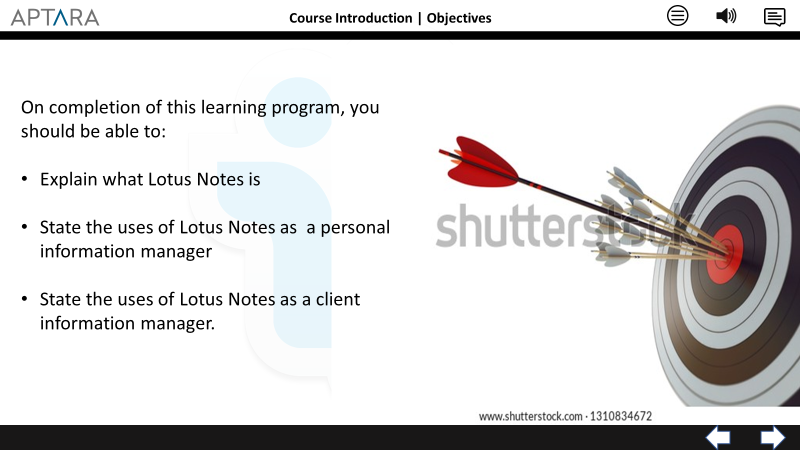 APTARA
Course Introduction | Objectives
On completion of this learning program, you
should be able to:
• Explain what Lotus Notes is
• State the uses of Lotus Notes as  a personal
information manager
• State the uses of Lotus Notes as a client
information manager.
shutterstock
www.shutterstock.com · 1310834672